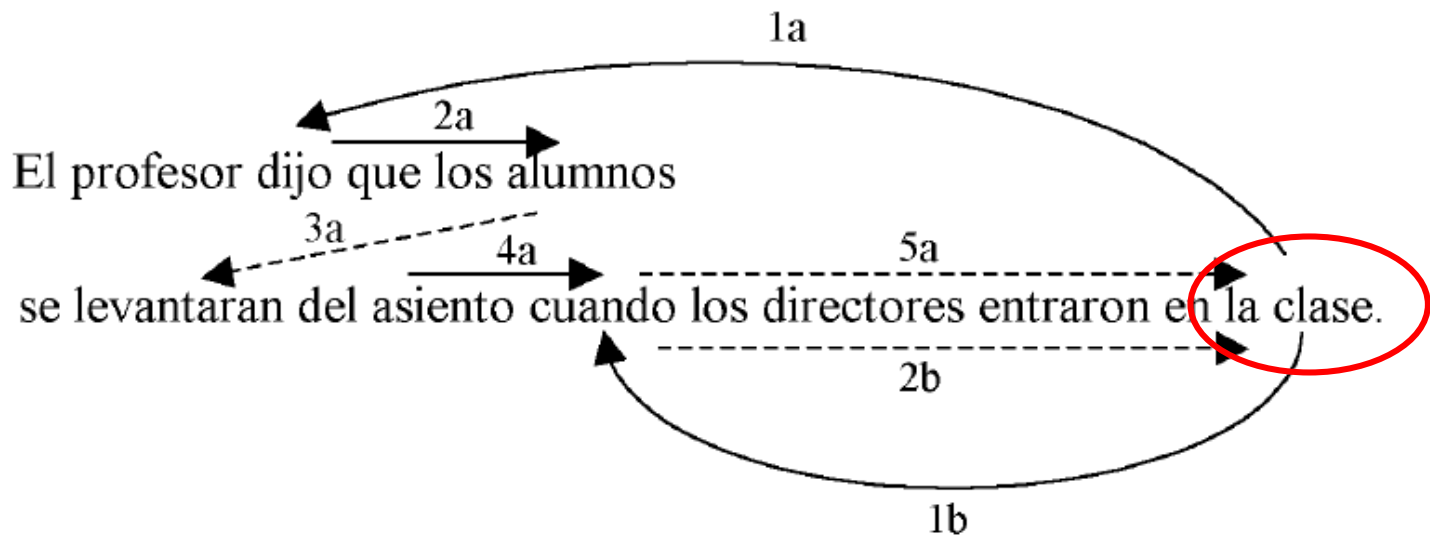 1a
2a
El profesor dijo que los alumnos
3a
4a
5a
se levantaran del asiento cuando los directores entraron en la clase.
2b
1b